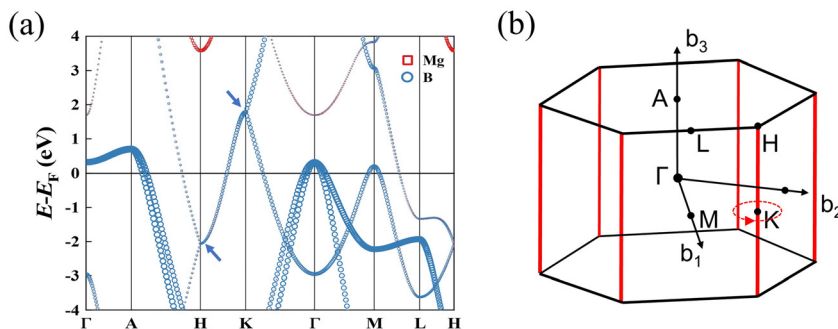 (a)
E-E_F (eV)
4
3
2
1
0
-1
-2
-3
-4
Mg
B
Γ A H K Γ M L H
(b)
b₃
A
L
H
Γ
b₂
M
K
b₁